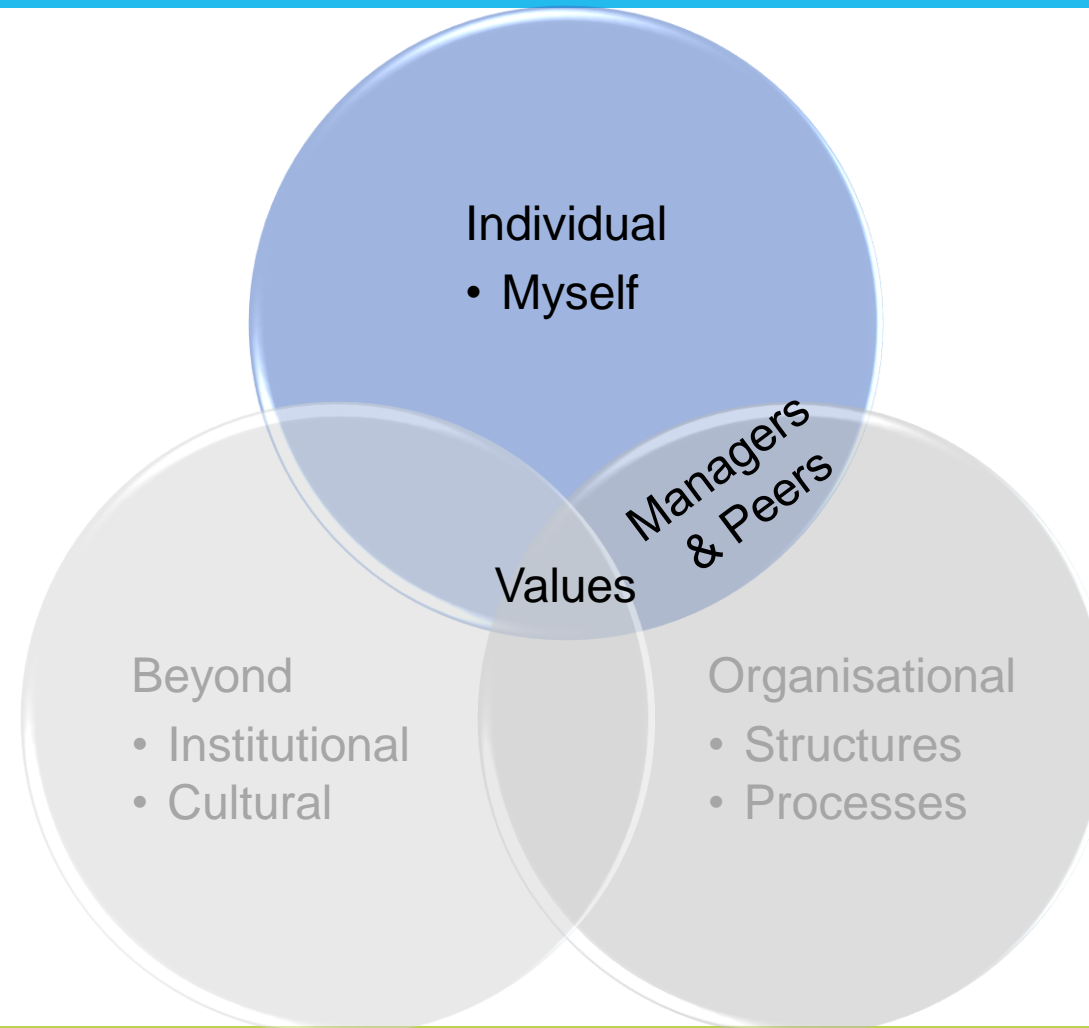 Individual
• Myself
Managers
& Peers
Values
Beyond
• Institutional
• Cultural
Organisational
• Structures
• Processes